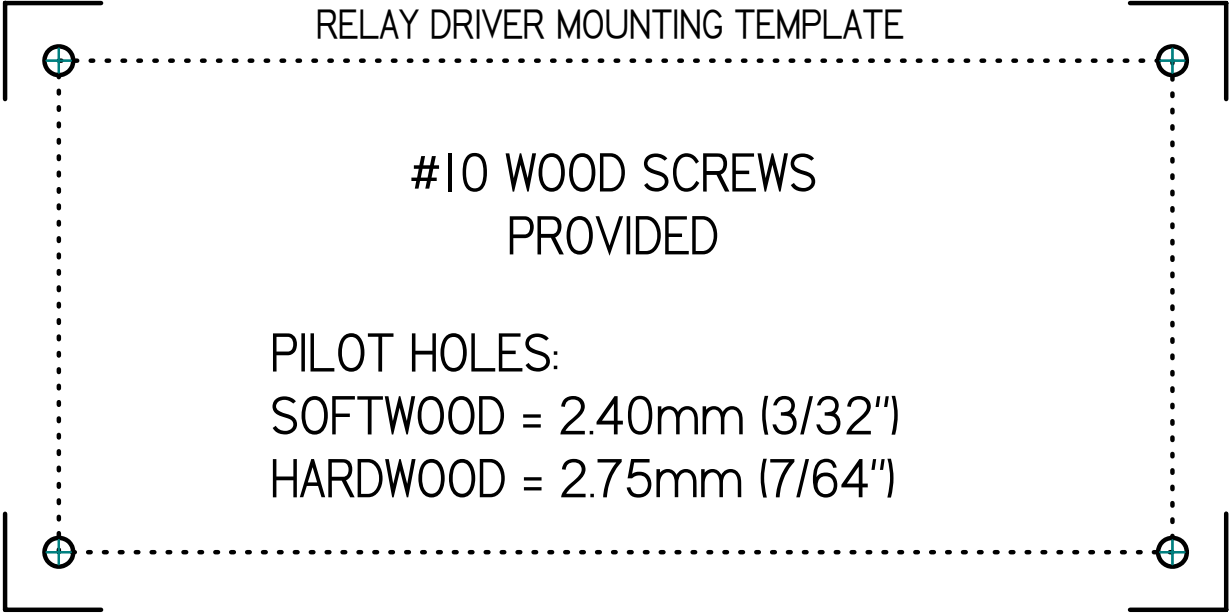 RELAY DRIVER MOUNTING TEMPLATE
#10 WOOD SCREWS
PROVIDED
PILOT HOLES:
SOFTWOOD = 2.40mm (3/32")
HARDWOOD = 2.75mm (7/64")